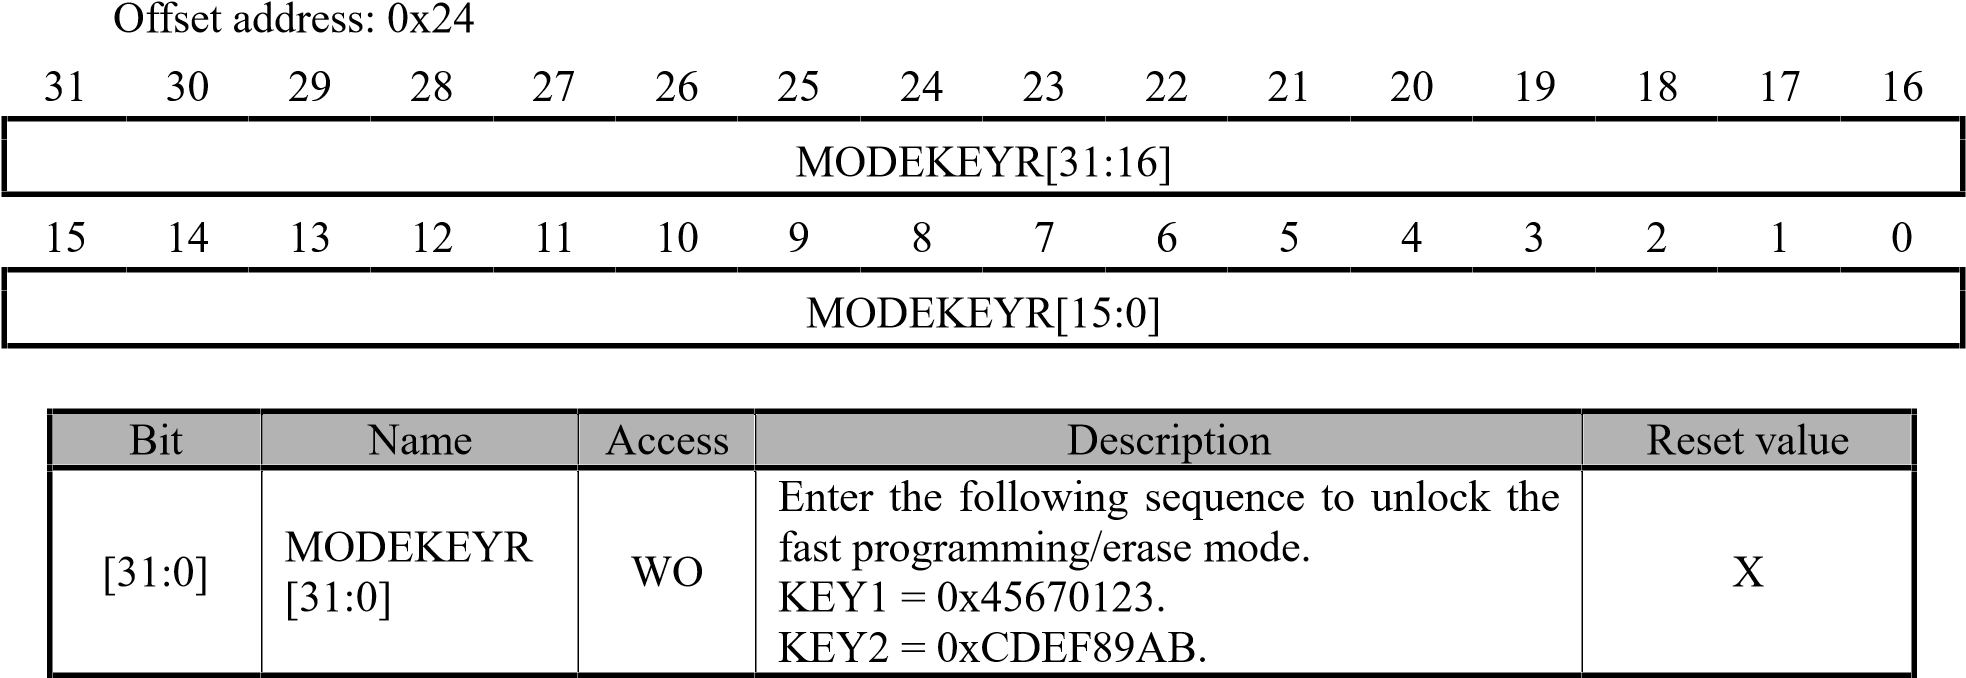 Offset address: 0x24
31 30 29 28 27 26 25 24 23 22 21 20 19 18 17 16
MODEKEYR[31:16]
15 14 13 12 11 10 9 8 7 6 5 4 3 2 1 0
MODEKEYR[15:0]
Bit Name Access Description Reset value
[31:0]
MODEKEYR
[31:0]
WO
Enter the following sequence to unlock the
fast programming/erase mode.
KEY1 = 0x45670123.
KEY2 = 0xCDEF89AB.
X